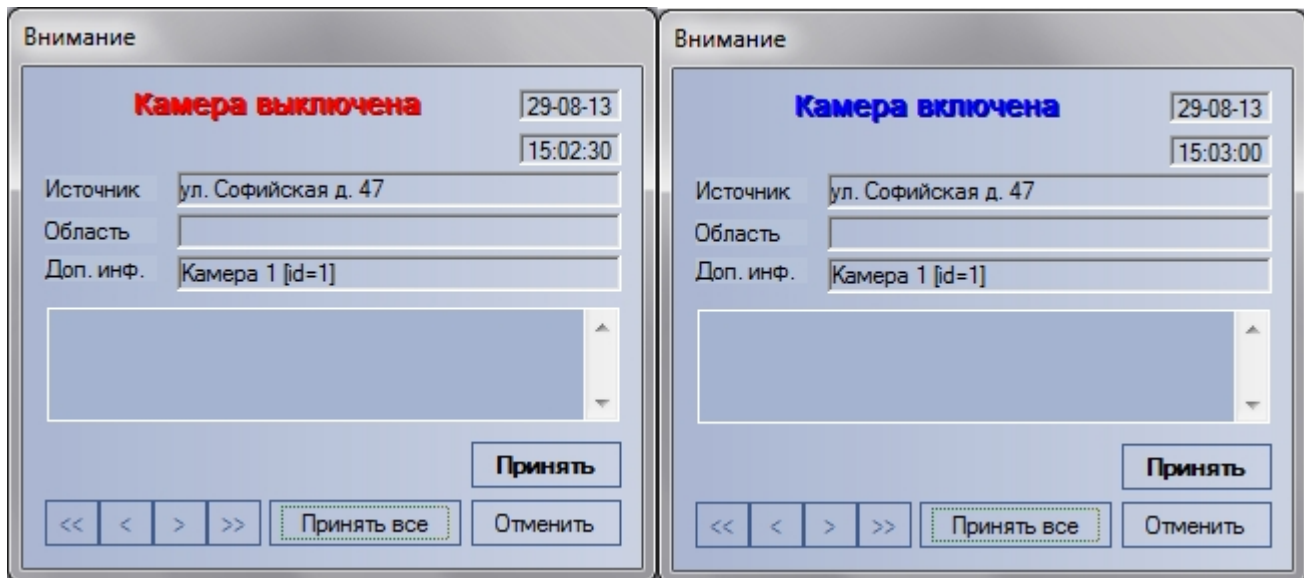 Внимание
Камера выключена
29-08-13
15:02:30
Источник ул. Софийская д. 47
Область
Доп. инф. Камера 1 [id=1]
Принять
<< < > >> Принять все Отменить
Внимание
Камера включена
29-08-13
15:03:00
Источник ул. Софийская д. 47
Область
Доп. инф. Камера 1 [id=1]
Принять
<< < > >> Принять все Отменить